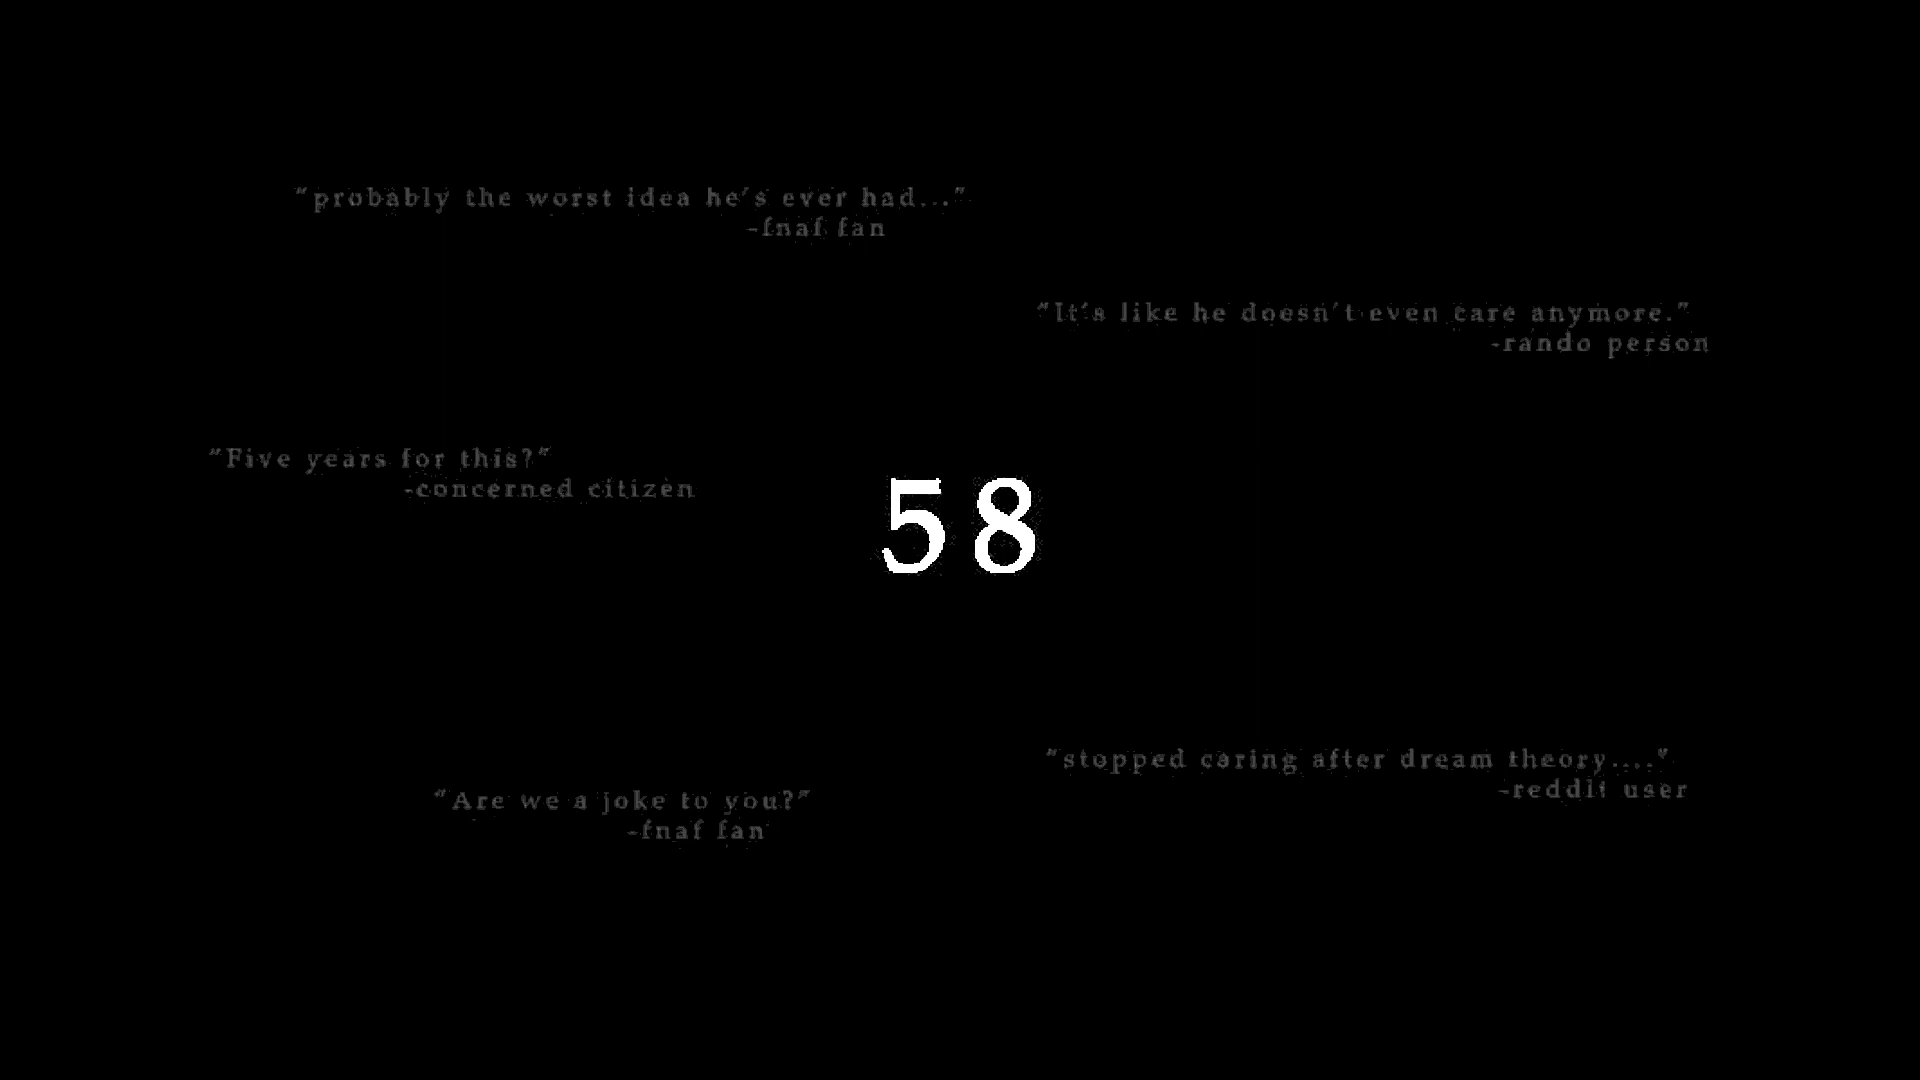 "probably the worst idea he's ever had..."
-fnaf fan
"It's like he doesn't even care anymore."
-rando person
"Five years for this?"
-concerned citizen
58
"stopped caring after dream theory...."
-reddit user
"Are we a joke to you?"
-fnaf fan